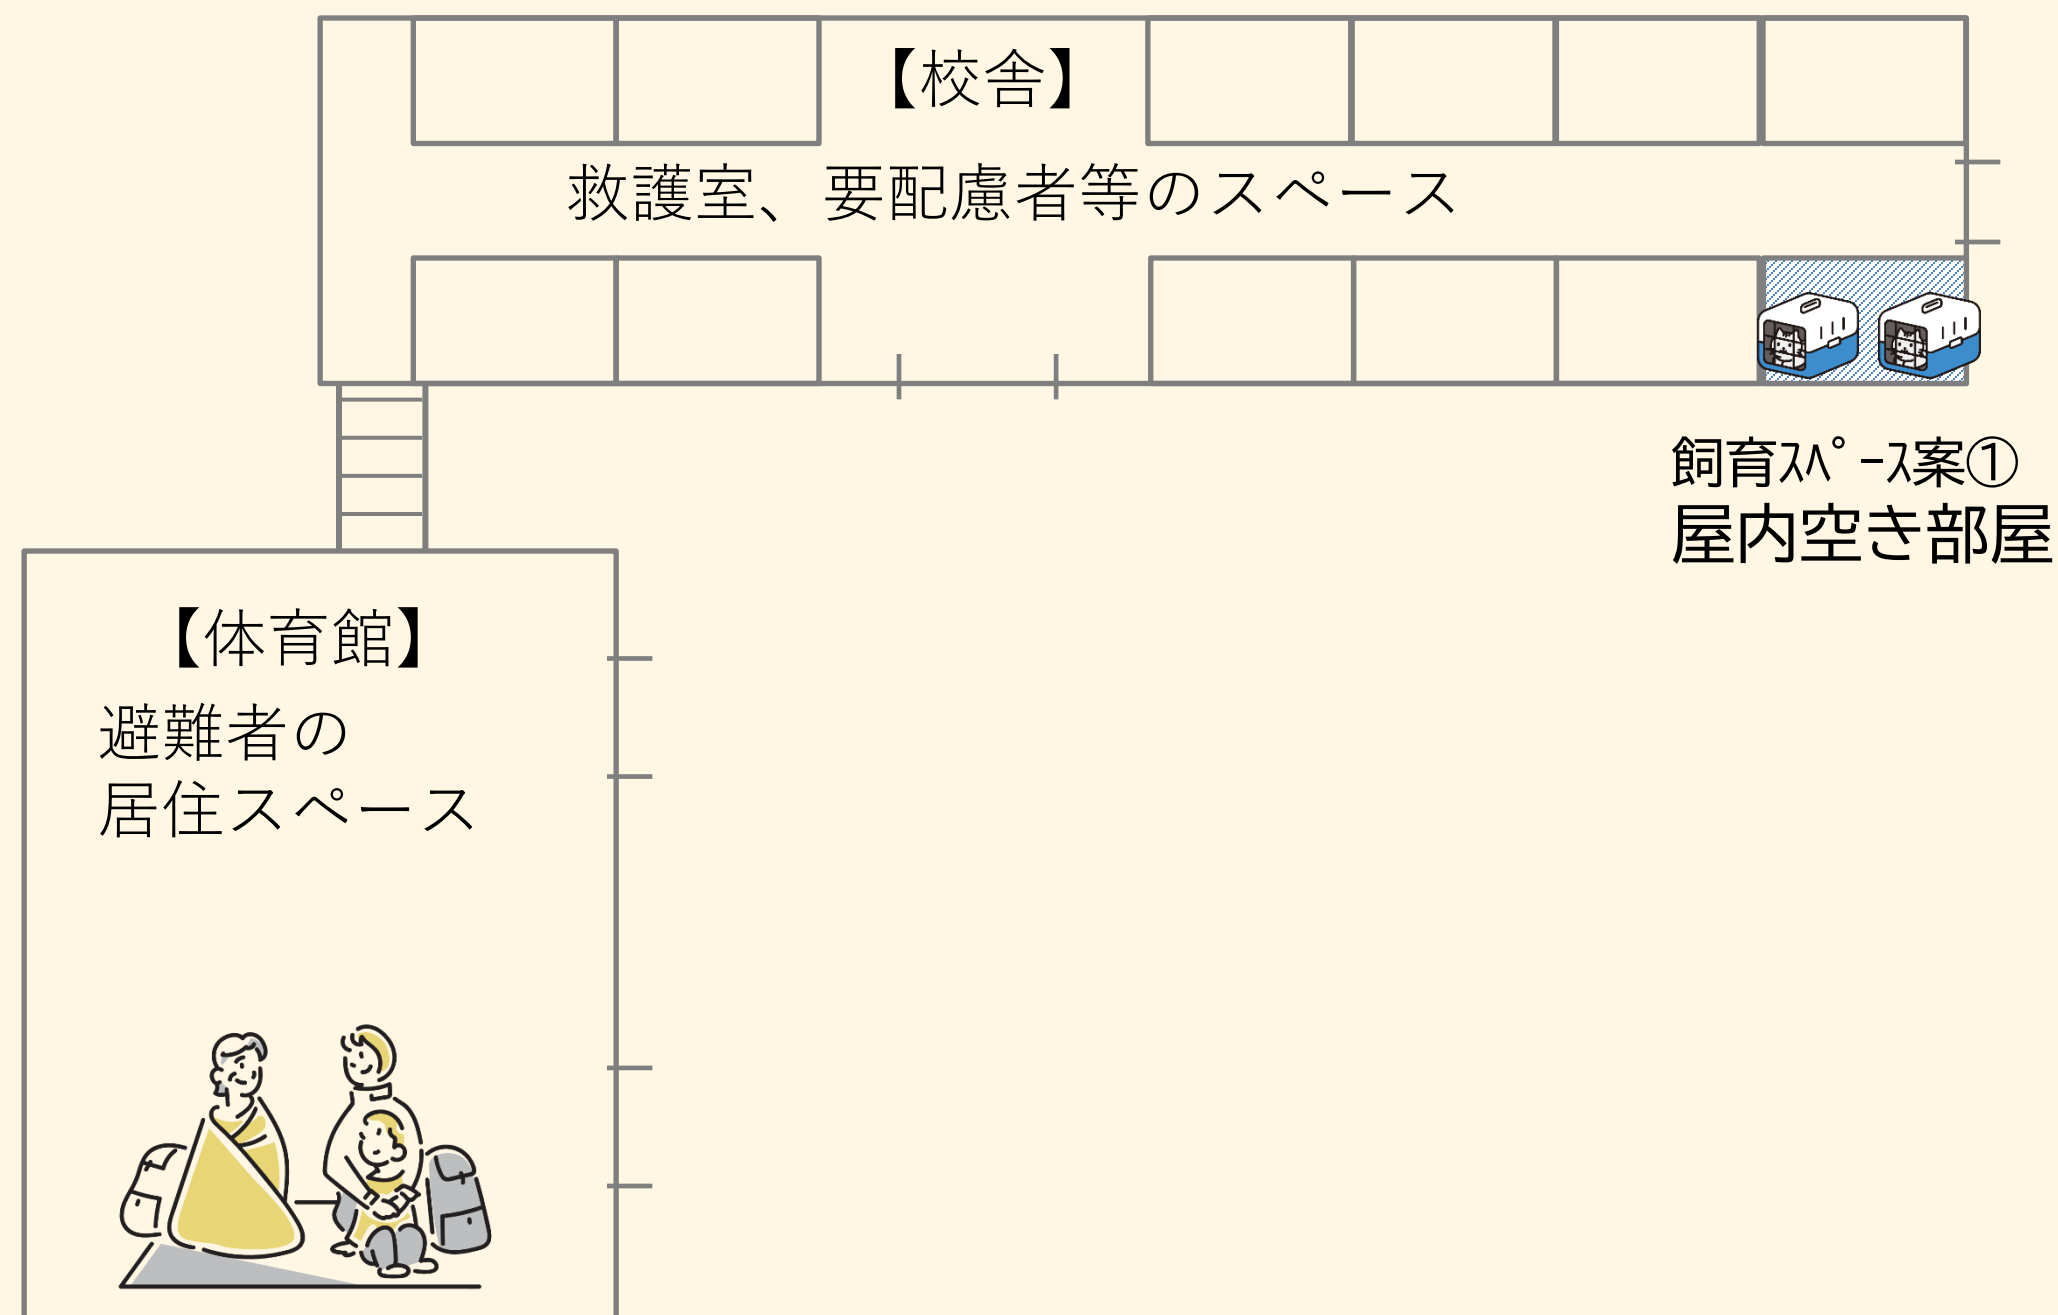 【校舎】
救護室、要配慮者等のスペース
飼育ｽﾍﾟｰｽ案①
屋内空き部屋
【体育館】
避難者の
居住スペース